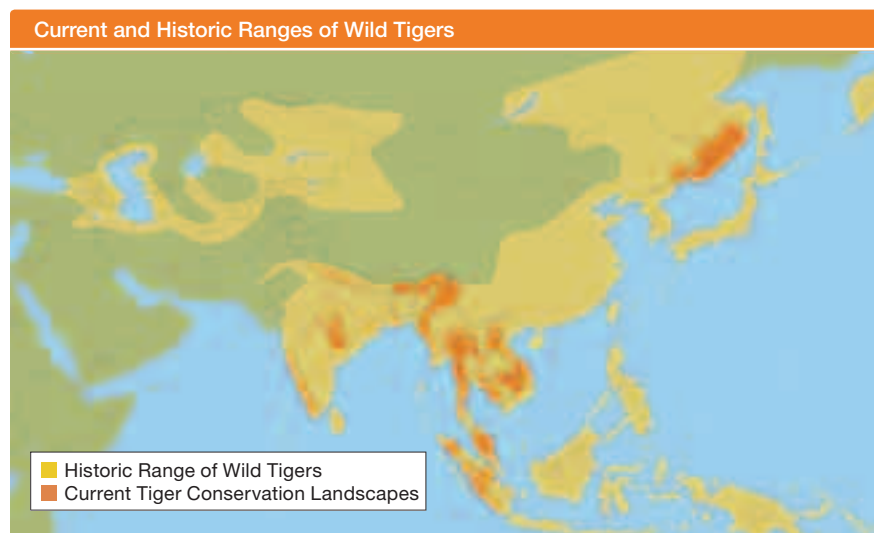 Current and Historic Ranges of Wild Tigers
Historic Range of Wild Tigers
Current Tiger Conservation Landscapes